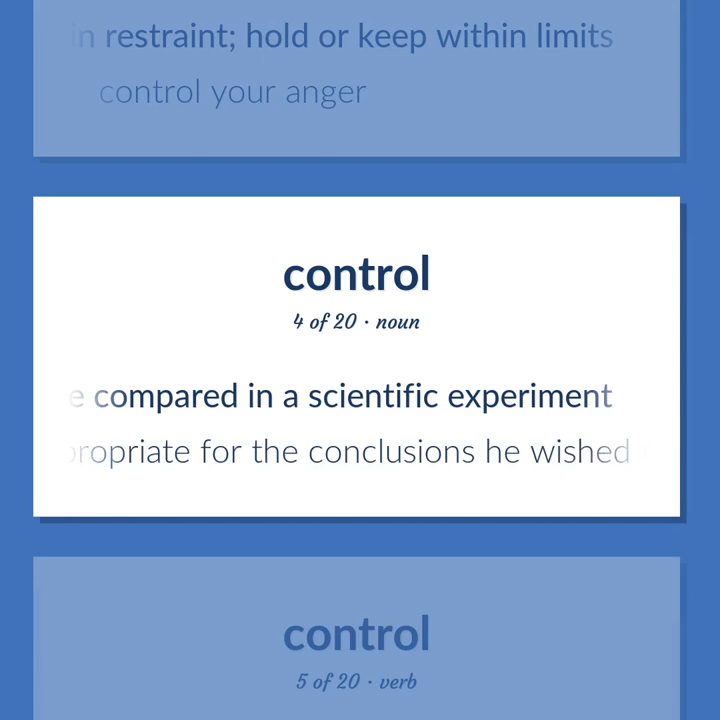 in restraint; hold or keep within limits
control your anger
control
4 of 20 · noun
compared in a scientific experiment
for the conclusions he wished
control
5 of 20 · verb